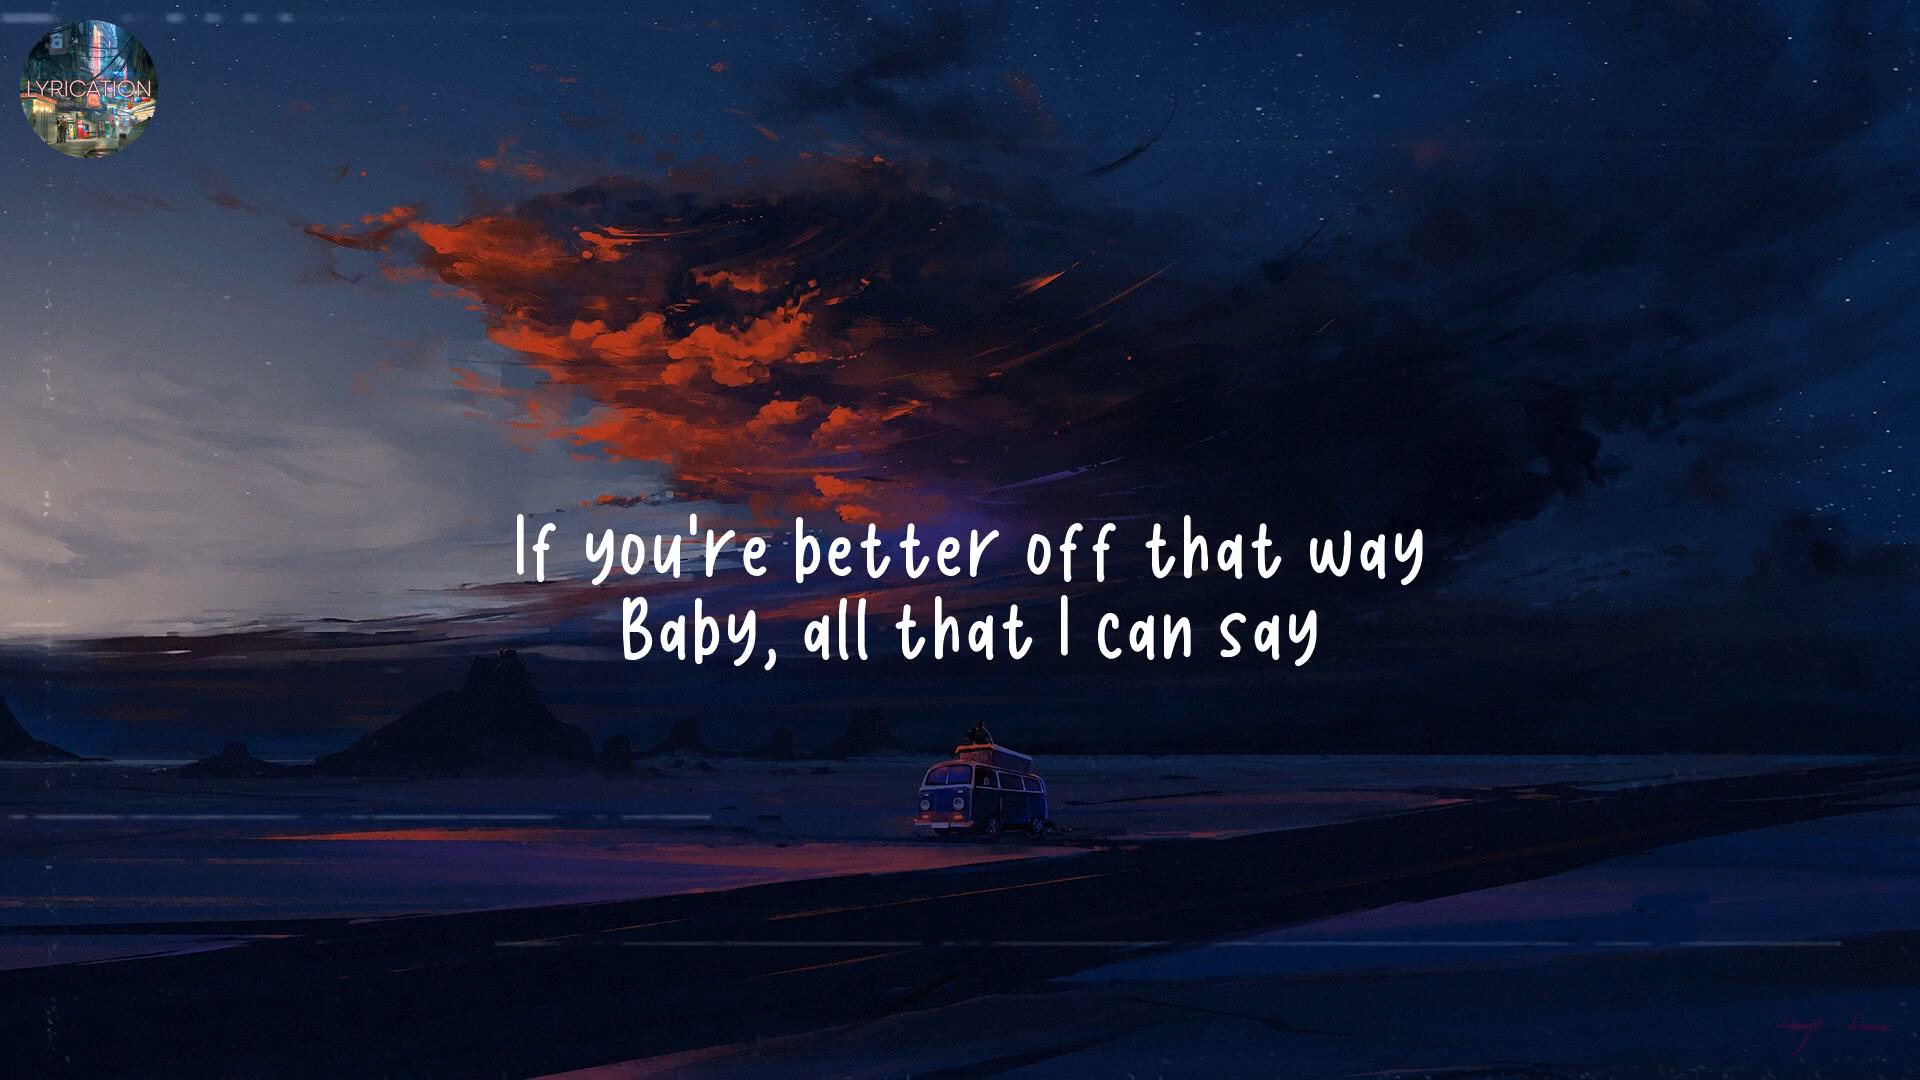 LYRICATION
If you're better off that way
Baby, all that I can say